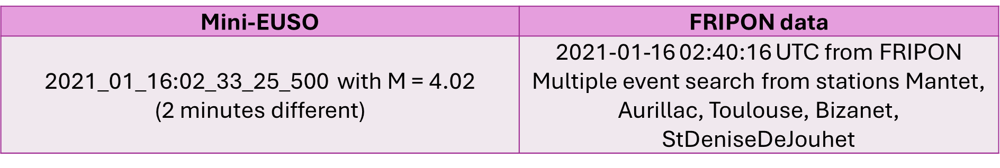 Mini-EUSO
FRIPON data
2021_01_16:02_33_25_500 with M = 4.02
(2 minutes different)
2021-01-16 02:40:16 UTC from FRIPON
Multiple event search from stations Mantet,
Aurillac, Toulouse, Bizanet,
StDeniseDeJouhet